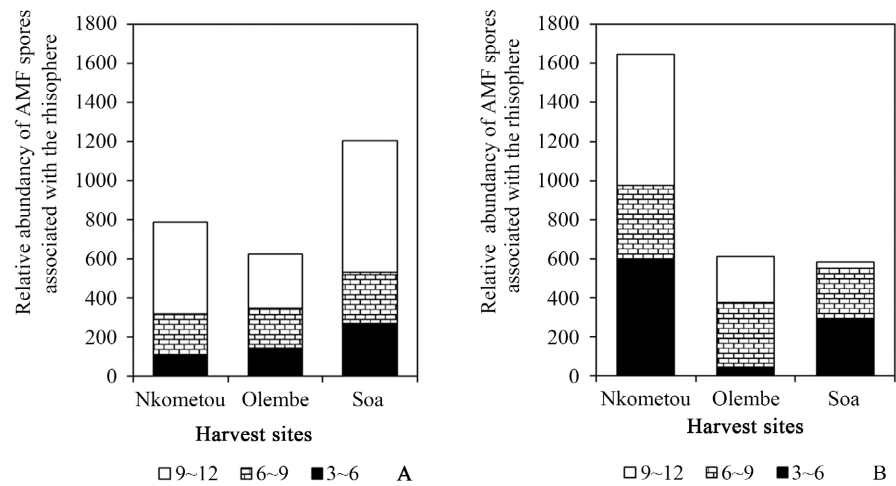 Relative abundancy of AMF spores
associated with the rhisophere
1800
1600
1400
1200
1000
800
600
400
200
0
Nkometou Olembe Soa
Harvest sites
9~12 6~9 3~6 A
Relative abundancy of AMF spores
associated with the rhisophere
1800
1600
1400
1200
1000
800
600
400
200
0
Nkometou Olembe Soa
Harvest sites
9~12 6~9 3~6 B